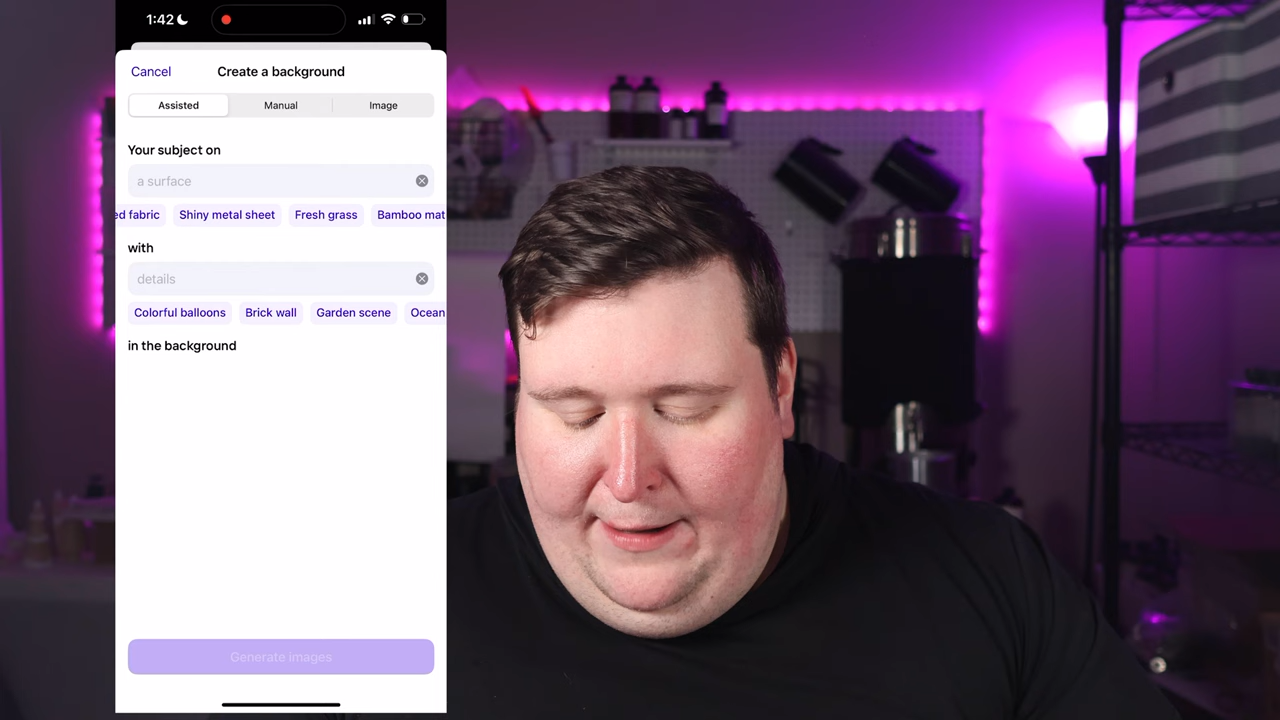 1:42
Cancel Create a background
Assisted Manual Image
Your subject on
a surface
ed fabric Shiny metal sheet Fresh grass Bamboo mat
with
details
Colorful balloons Brick wall Garden scene Ocean
in the background
Generate images